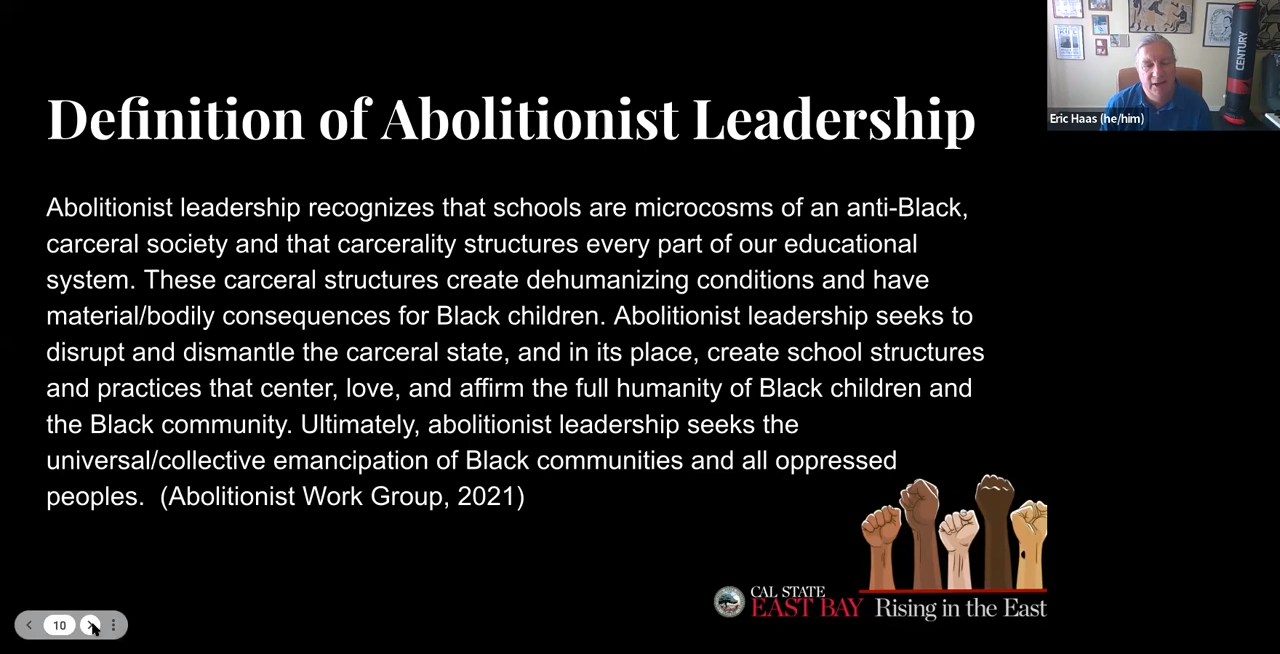 Definition of Abolitionist Leadership
Abolitionist leadership recognizes that schools are microcosms of an anti-Black,
carceral society and that carcerality structures every part of our educational
system. These carceral structures create dehumanizing conditions and have
material/bodily consequences for Black children. Abolitionist leadership seeks to
disrupt and dismantle the carceral state, and in its place, create school structures
and practices that center, love, and affirm the full humanity of Black children and
the Black community. Ultimately, abolitionist leadership seeks the
universal/collective emancipation of Black communities and all oppressed
peoples.  (Abolitionist Work Group, 2021)
CENTURY
Eric Haas (he/him)
CAL STATE
EAST BAY
Rising in the East
10